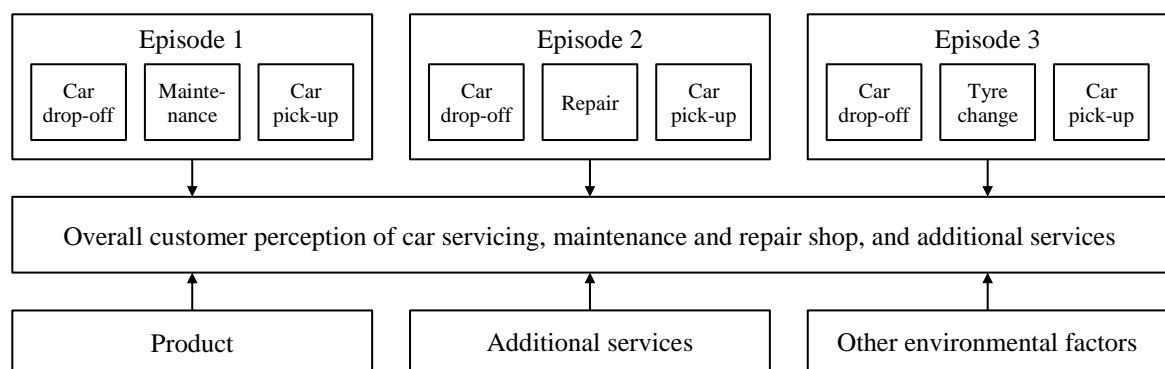 Episode 1
Car
drop-off
Mainte-
nance
Car
pick-up
Episode 2
Car
drop-off
Repair
Car
pick-up
Episode 3
Car
drop-off
Tyre
change
Car
pick-up
Overall customer perception of car servicing, maintenance and repair shop, and additional services
Product
Additional services
Other environmental factors